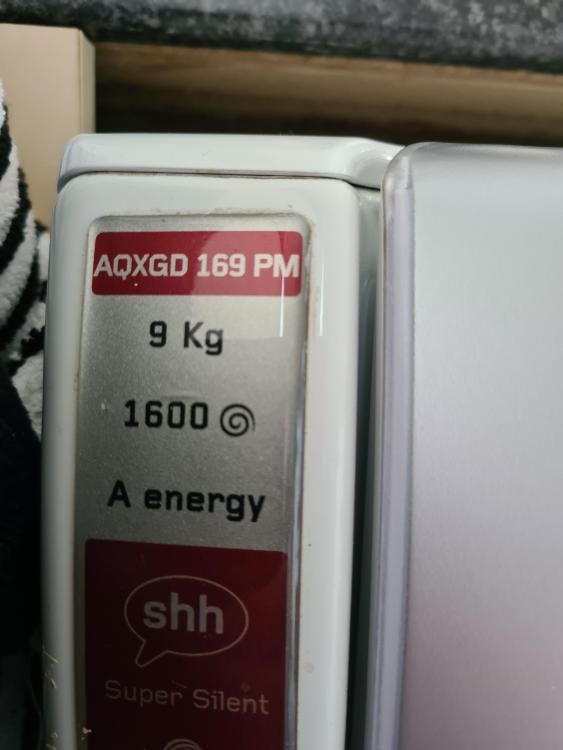 AQXGD 169 PM
9 Kg
1600
A energy
shh
Super Silent